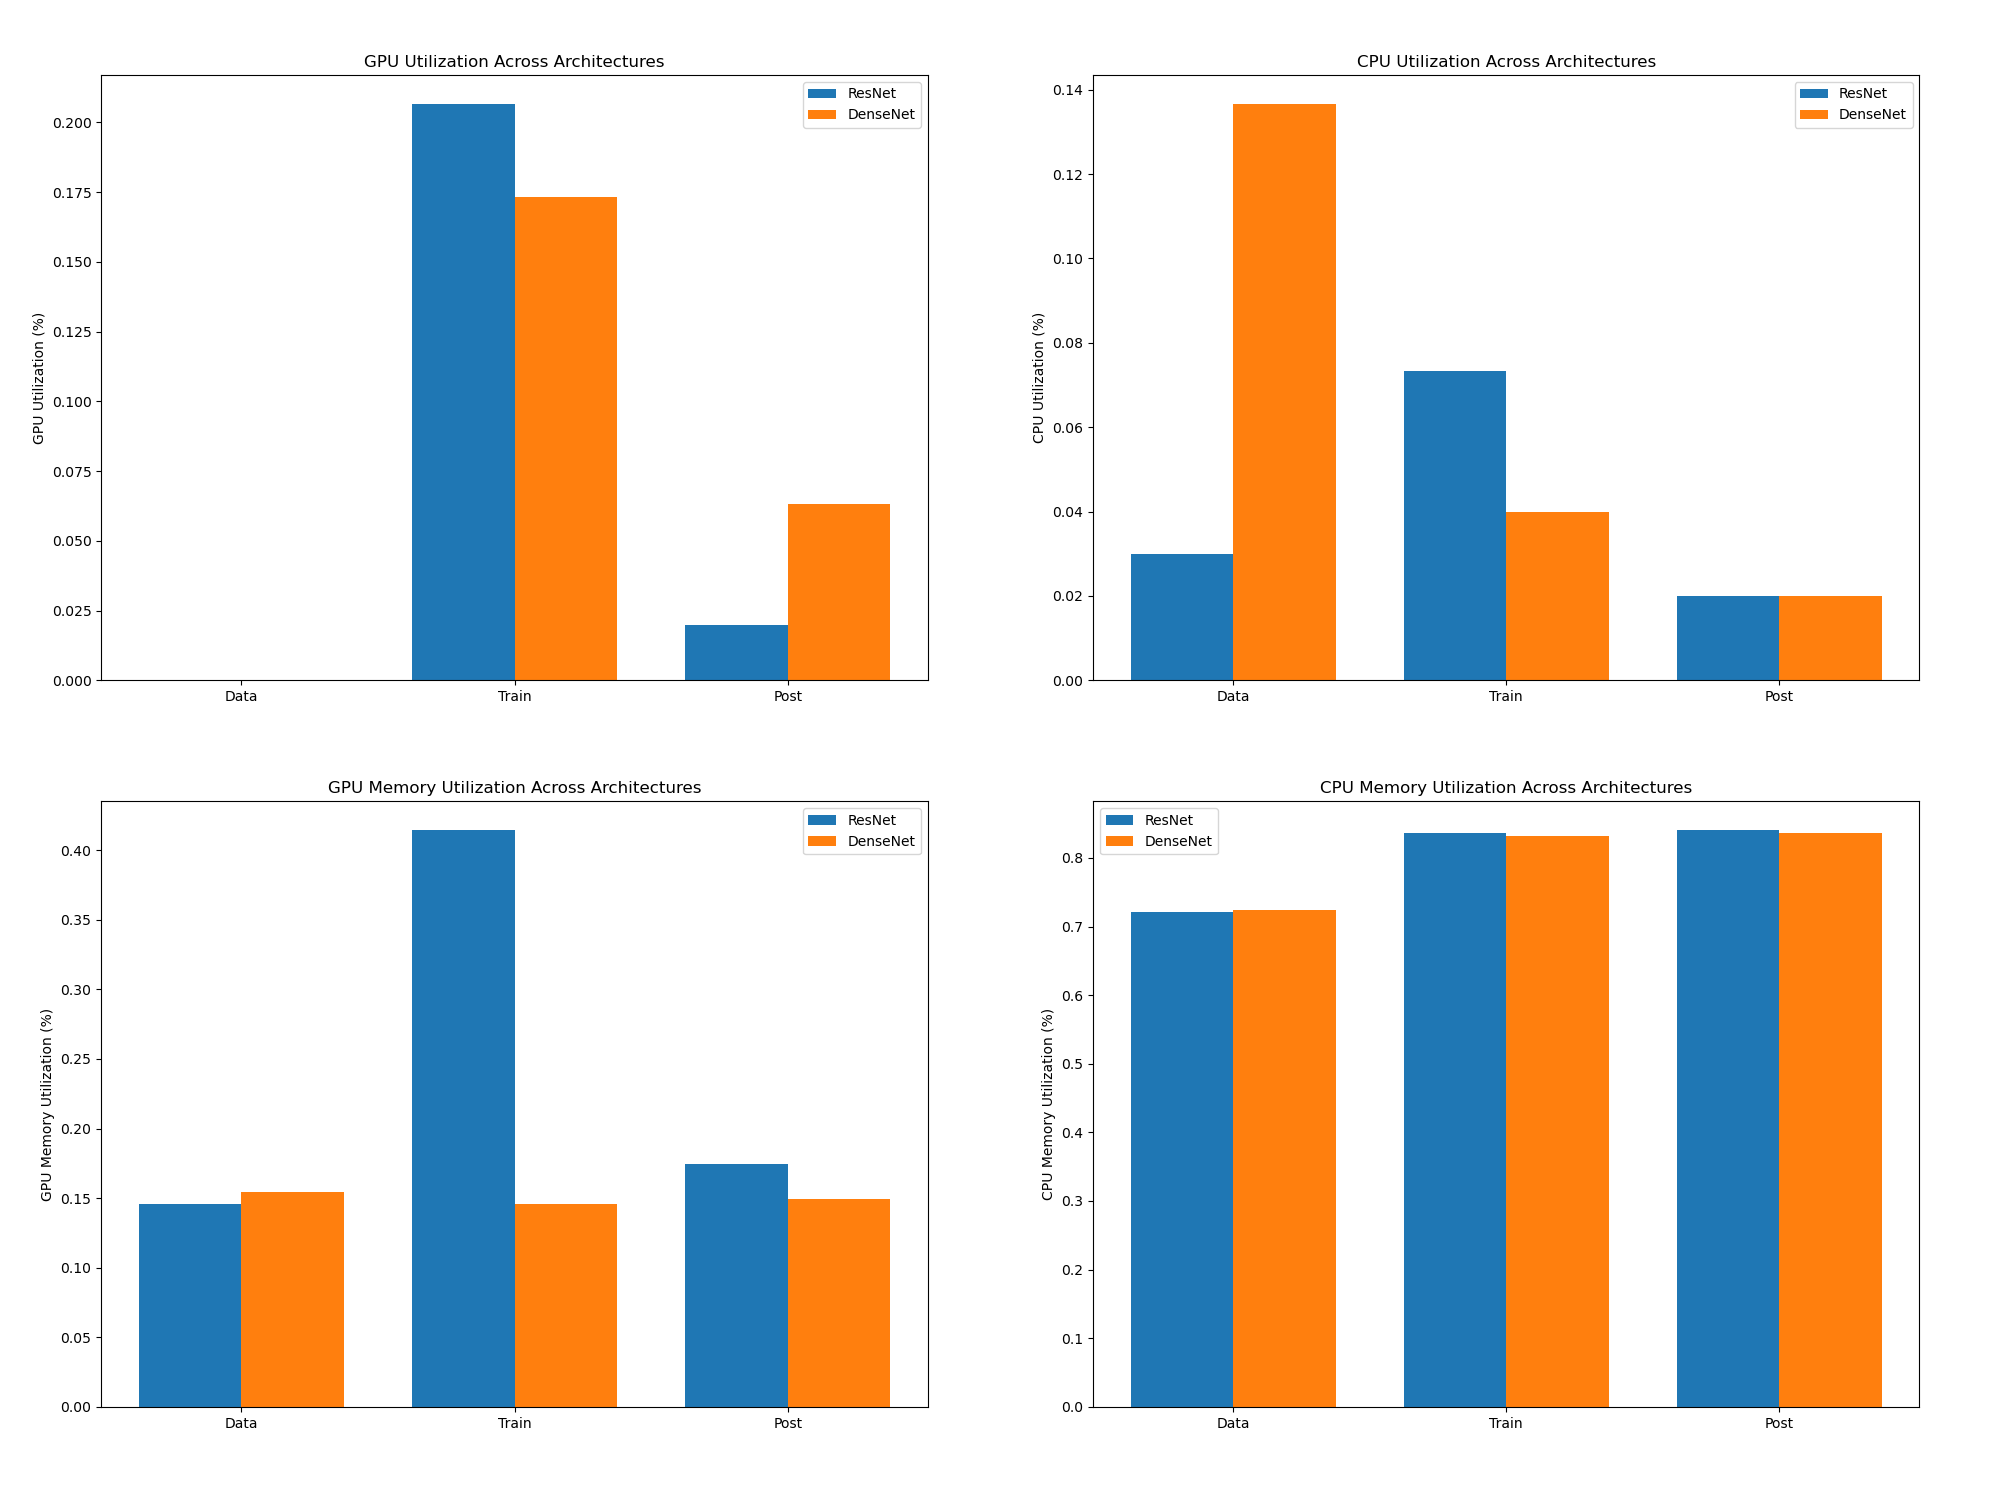 GPU Utilization Across Architectures
ResNet
DenseNet
GPU Utilization (%)
0.200
0.175
0.150
0.125
0.100
0.075
0.050
0.025
0.000
Data Train Post
CPU Utilization Across Architectures
ResNet
DenseNet
CPU Utilization (%)
0.14
0.12
0.10
0.08
0.06
0.04
0.02
0.00
Data Train Post
GPU Memory Utilization Across Architectures
ResNet
DenseNet
GPU Memory Utilization (%)
0.40
0.35
0.30
0.25
0.20
0.15
0.10
0.05
0.00
Data Train Post
CPU Memory Utilization Across Architectures
ResNet
DenseNet
CPU Memory Utilization (%)
0.8
0.7
0.6
0.5
0.4
0.3
0.2
0.1
0.0
Data Train Post